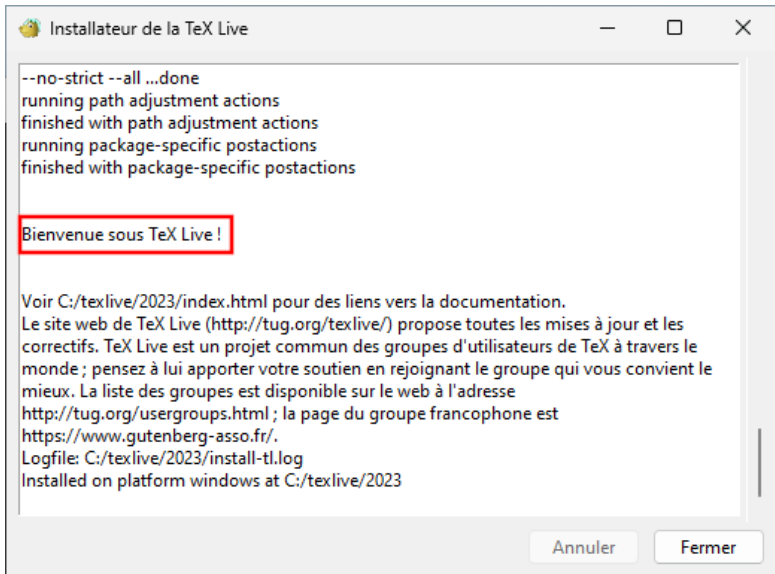 Installateur de la TeX Live
--no-strict --all ...done
running path adjustment actions
finished with path adjustment actions
running package-specific postactions
finished with package-specific postactions
Bienvenue sous TeX Live !
Voir C:/texlive/2023/index.html pour des liens vers la documentation.
Le site web de TeX Live (http://tug.org/texlive/) propose toutes les mises à jour et les
correctifs. TeX Live est un projet commun des groupes d'utilisateurs de TeX à travers le
monde ; pensez à lui apporter votre soutien en rejoignant le groupe qui vous convient le
mieux. La liste des groupes est disponible sur le web à l'adresse
http://tug.org/usergroups.html ; la page du groupe francophone est
https://www.gutenberg-asso.fr/.
Logfile: C:/texlive/2023/install-tl.log
Installed on platform windows at C:/texlive/2023
Annuler Fermer